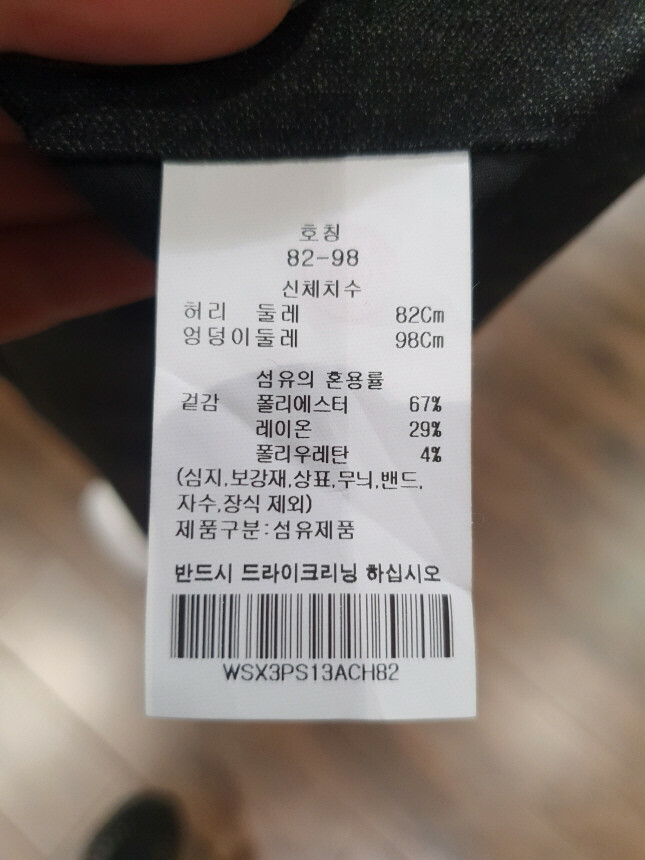 호칭
82-98
신체치수
허리 둘레 82Cm
엉덩이둘레 98Cm
섬유의 혼용률
겉감 폴리에스터 67%
레이온 29%
폴리우레탄 4%
(심지,보강재,상표,무늬,밴드,
자수,장식 제외)
제품구분:섬유제품
반드시 드라이크리닝 하십시오
WSX3PS13ACH82